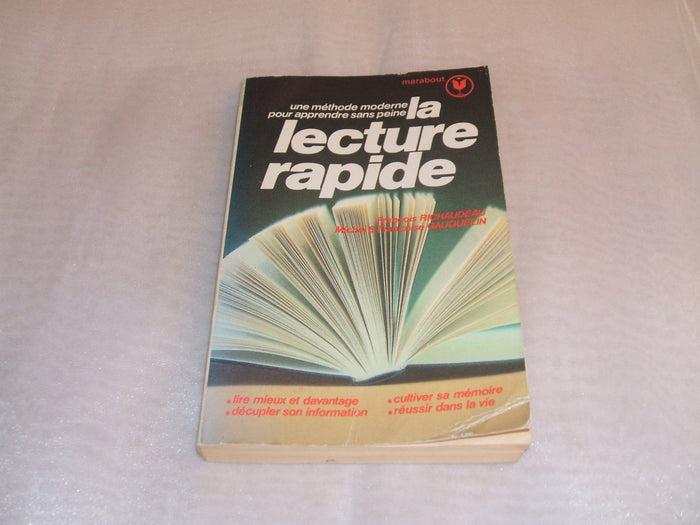 marabout
une méthode moderne
pour apprendre sans peine
la
lecture
rapide
François RICHAUDEAU
Michel & Françoise GAUQUELIN
•lire mieux et davantage
•décupler son information
•cultiver sa mémoire
•réussir dans la vie